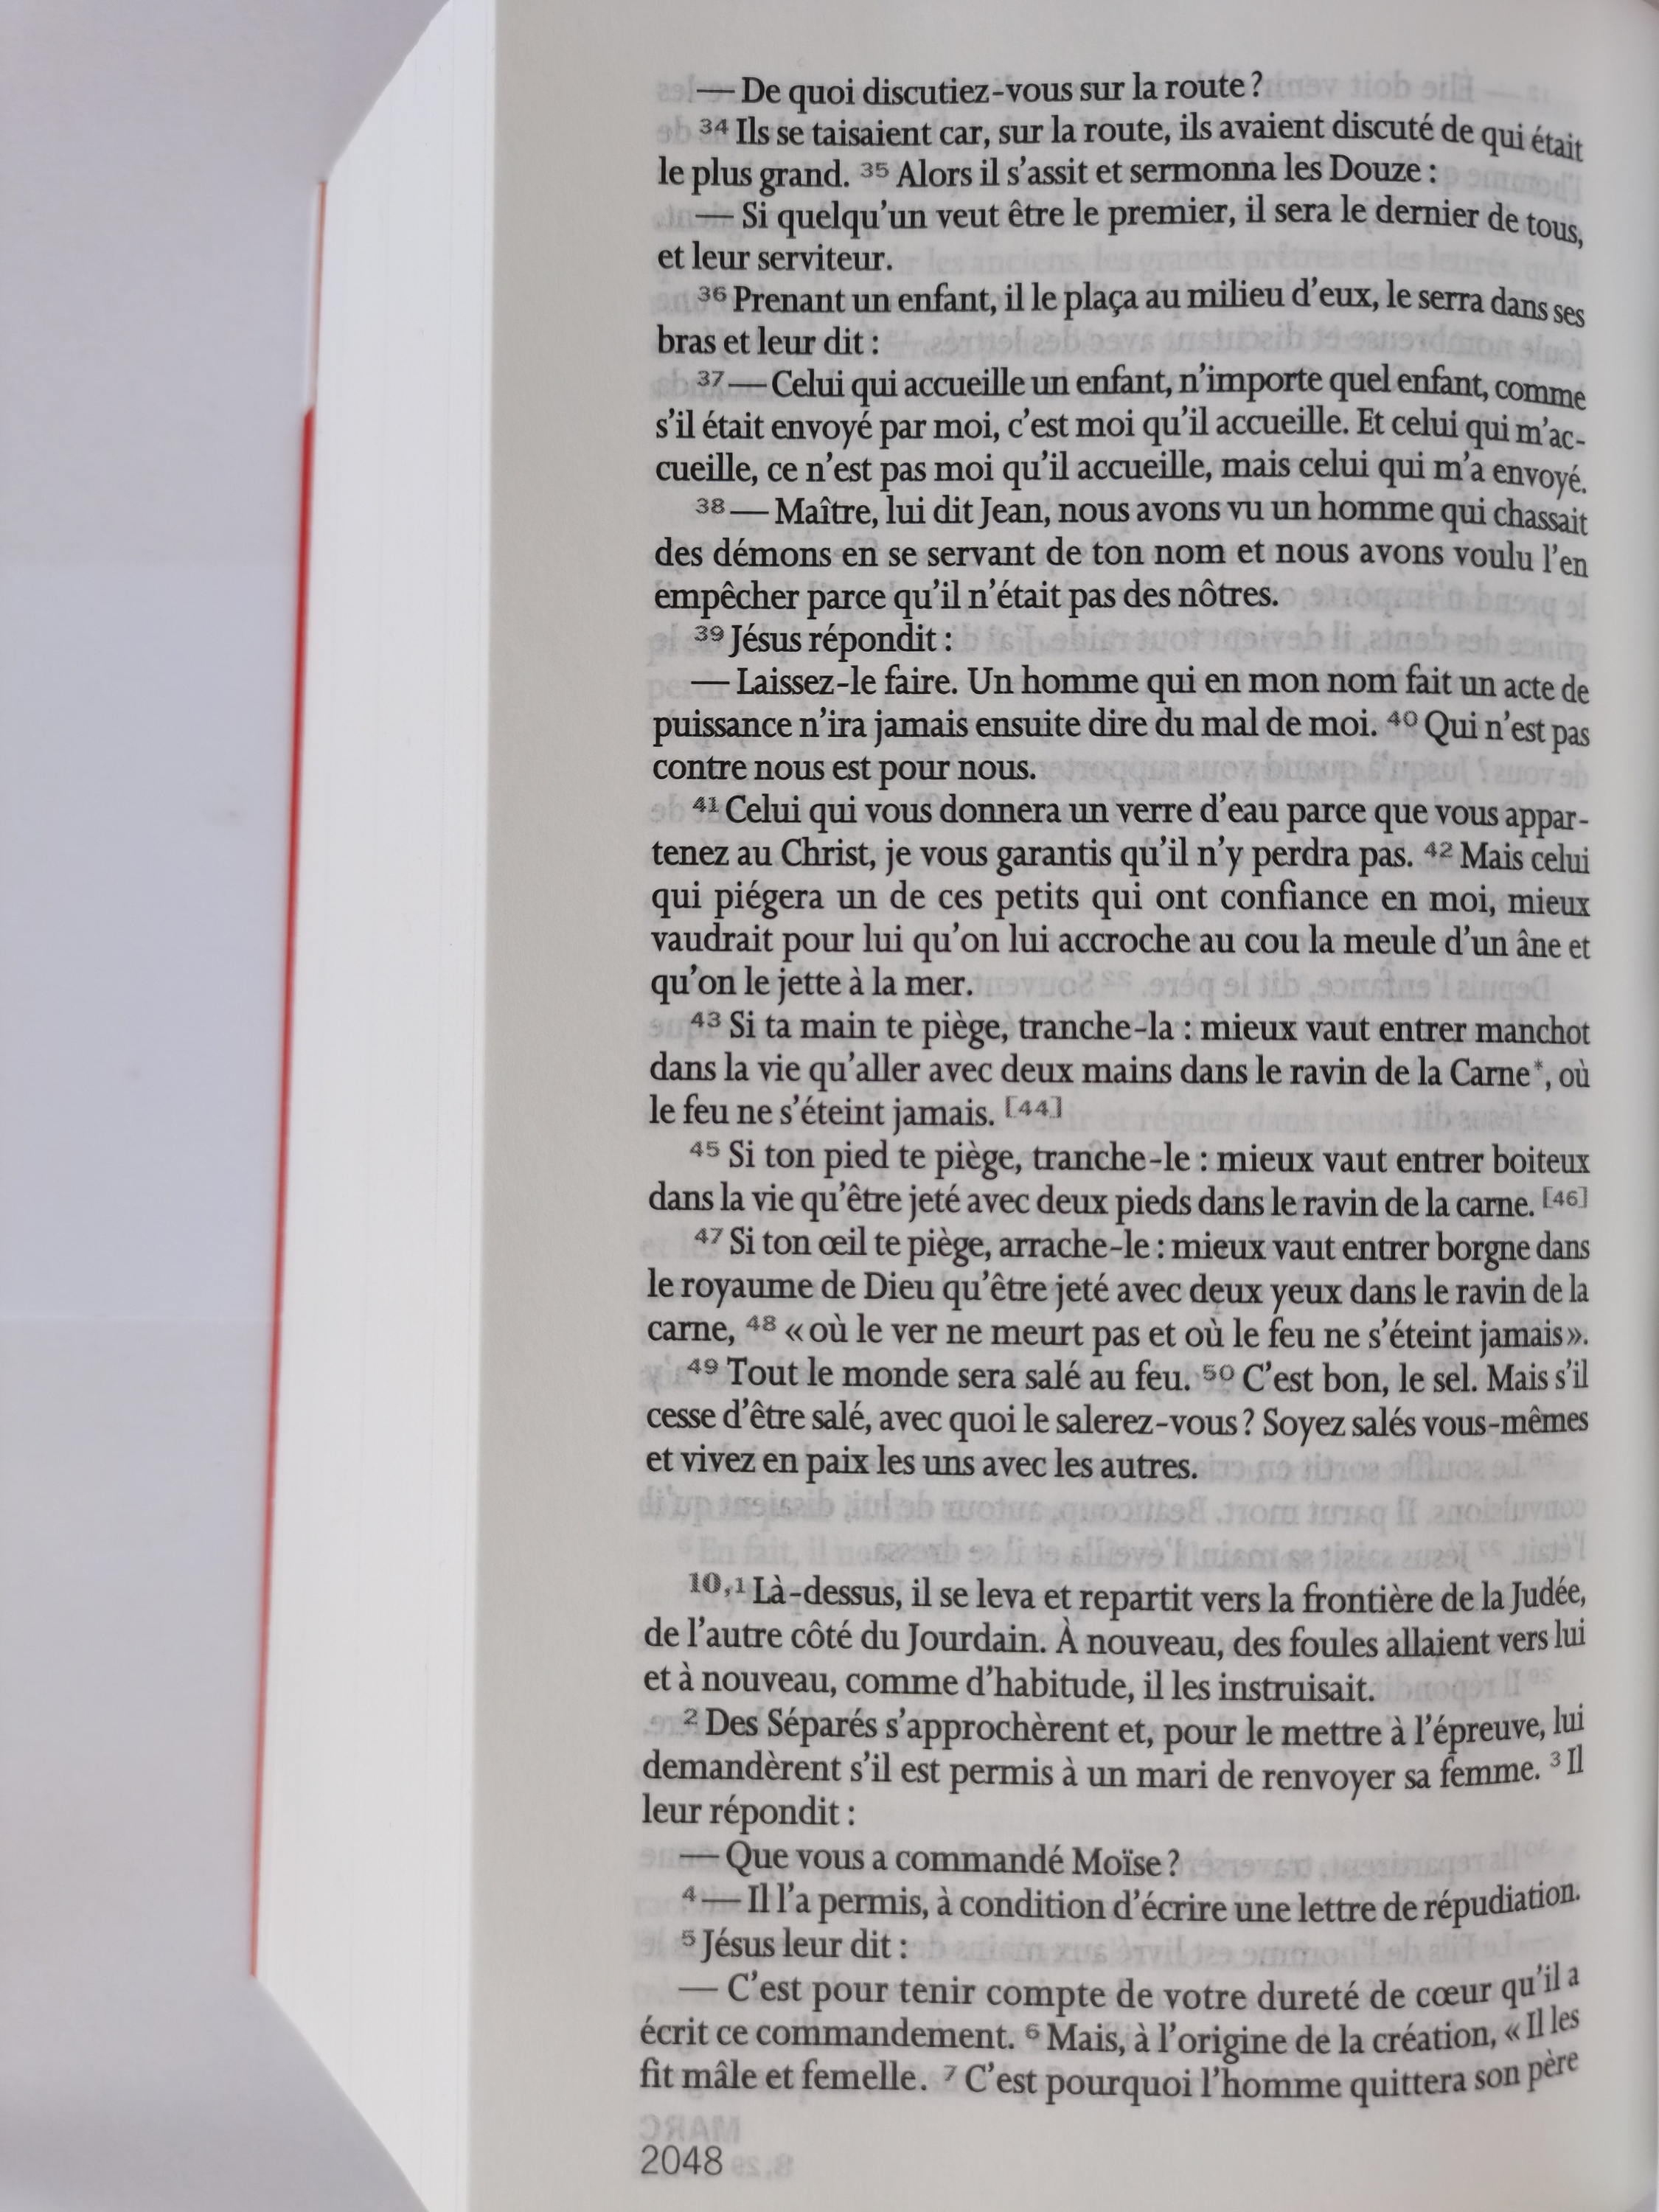 — De quoi discutiez-vous sur la route ?
34 Ils se taisaient car, sur la route, ils avaient discuté de qui était
le plus grand. 35 Alors il s’assit et sermonna les Douze :
— Si quelqu’un veut être le premier, il sera le dernier de tous,
et leur serviteur.
36 Prenant un enfant, il le plaça au milieu d’eux, le serra dans ses
bras et leur dit :
37 — Celui qui accueille un enfant, n’importe quel enfant, comme
s’il était envoyé par moi, c’est moi qu’il accueille. Et celui qui m’ac-
cueille, ce n’est pas moi qu’il accueille, mais celui qui m’a envoyé.
38 — Maître, lui dit Jean, nous avons vu un homme qui chassait
des démons en se servant de ton nom et nous avons voulu l’en
empêcher parce qu’il n’était pas des nôtres.
39 Jésus répondit :
— Laissez-le faire. Un homme qui en mon nom fait un acte de
puissance n’ira jamais ensuite dire du mal de moi. 40 Qui n’est pas
contre nous est pour nous.
41 Celui qui vous donnera un verre d’eau parce que vous appar-
tenez au Christ, je vous garantis qu’il n’y perdra pas. 42 Mais celui
qui piégera un de ces petits qui ont confiance en moi, mieux
vaudrait pour lui qu’on lui accroche au cou la meule d’un âne et
qu’on le jette à la mer.
43 Si ta main te piège, tranche-la : mieux vaut entrer manchot
dans la vie qu’aller avec deux mains dans le ravin de la Carne*, où
le feu ne s’éteint jamais. [44]
45 Si ton pied te piège, tranche-le : mieux vaut entrer boiteux
dans la vie qu’être jeté avec deux pieds dans le ravin de la carne. [46]
47 Si ton œil te piège, arrache-le : mieux vaut entrer borgne dans
le royaume de Dieu qu’être jeté avec deux yeux dans le ravin de la
carne, 48 « où le ver ne meurt pas et où le feu ne s’éteint jamais ».
49 Tout le monde sera salé au feu. 50 C’est bon, le sel. Mais s’il
cesse d’être salé, avec quoi le salerez-vous ? Soyez salés vous-mêmes
et vivez en paix les uns avec les autres.
10,1 Là-dessus, il se leva et repartit vers la frontière de la Judée,
de l’autre côté du Jourdain. À nouveau, des foules allaient vers lui
et à nouveau, comme d’habitude, il les instruisait.
2 Des Séparés s’approchèrent et, pour le mettre à l’épreuve, lui
demandèrent s’il est permis à un mari de renvoyer sa femme. 3 Il
leur répondit :
— Que vous a commandé Moïse ?
4 — Il l’a permis, à condition d’écrire une lettre de répudiation.
5 Jésus leur dit :
— C’est pour tenir compte de votre dureté de cœur qu’il a
écrit ce commandement. 6 Mais, à l’origine de la création, « Il les
fit mâle et femelle. 7 C’est pourquoi l’homme quittera son père
2048